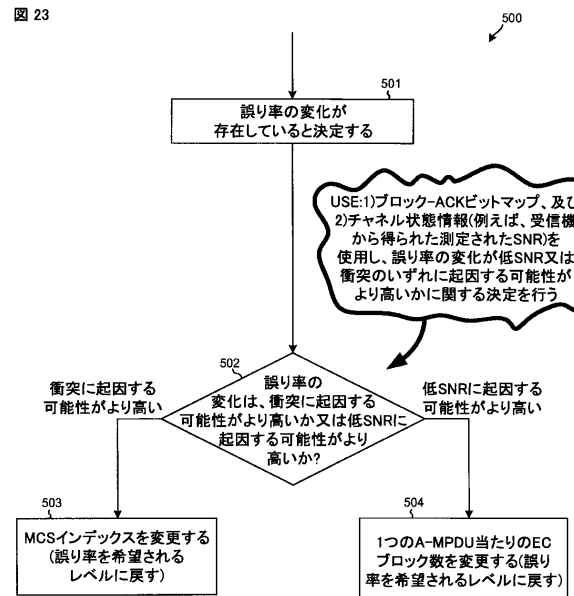 図 23
500
501
誤り率の変化が
存在していると決定する
USE:1)ブロック-ACKビットマップ、及び
2)チャネル状態情報(例えば、受信機
から得られた測定されたSNR)を
使用し、誤り率の変化が低SNR又は
衝突のいずれに起因する可能性が
より高いかに関する決定を行う
502
誤り率の
変化は、衝突に起因する
可能性がより高いか又は低SNRに
起因する可能性がより
高いか?
衝突に起因する
可能性がより高い
低SNRに起因する
可能性がより高い
503
MCSインデックスを変更する
(誤り率を希望される
レベルに戻す)
504
1つのA-MPDU当たりのEC
ブロック数を変更する(誤り
率を希望されるレベルに戻す)